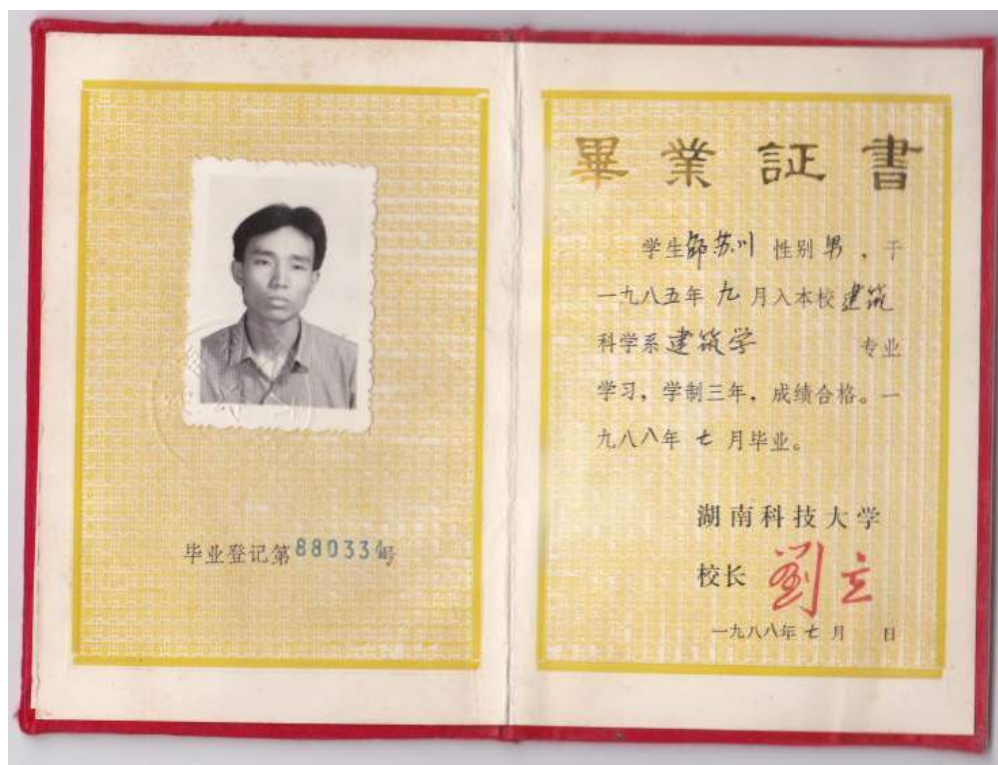 毕业登记第880334号
畢業証書
学生邹苏川 性别男，于
一九八五年 九 月入本校建筑
科学系建筑学 专业
学习，学制三年，成绩合格。一
九八八年 七 月毕业。
湖南科技大学
校长 劉立
一九八八年七月 日